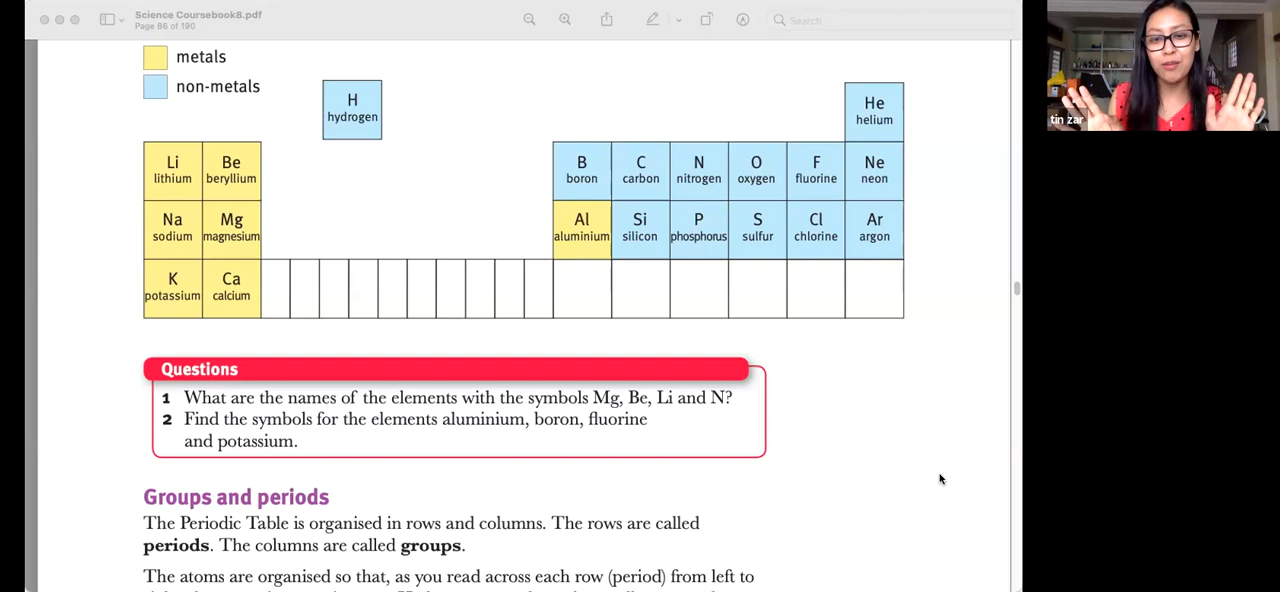 Science Coursebook8.pdf
Page 86 of 190
Search
tin zar
metals
non-metals
H
hydrogen
He
helium
Li
lithium
Be
beryllium
B
boron
C
carbon
N
nitrogen
O
oxygen
F
fluorine
Ne
neon
Na
sodium
Mg
magnesium
Al
aluminium
Si
silicon
P
phosphorus
S
sulfur
Cl
chlorine
Ar
argon
K
potassium
Ca
calcium
Questions
1 What are the names of the elements with the symbols Mg, Be, Li and N?
2 Find the symbols for the elements aluminium, boron, fluorine
and potassium.
Groups and periods
The Periodic Table is organised in rows and columns. The rows are called
periods. The columns are called groups.
The atoms are organised so that, as you read across each row (period) from left to